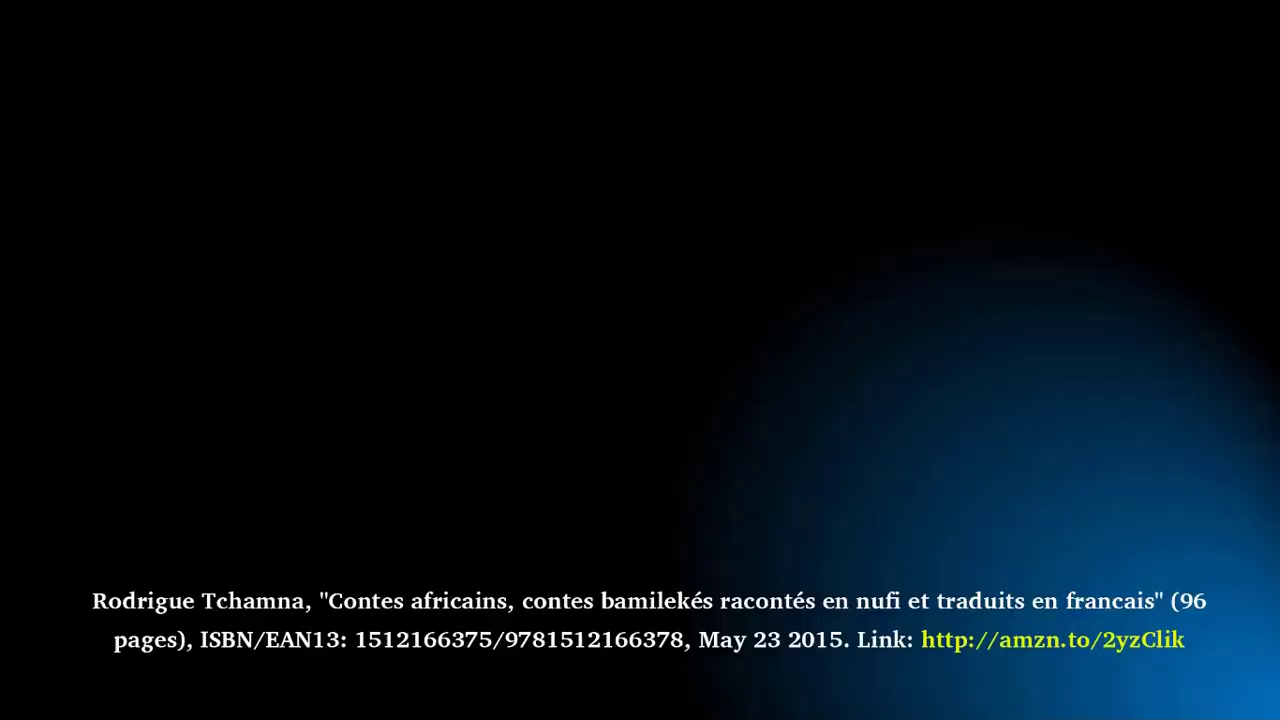 Rodrigue Tchamna, "Contes africains, contes bamilekés racontés en nufi et traduits en francais" (96
pages), ISBN/EAN13: 1512166375/9781512166378, May 23 2015. Link: http://amzn.to/2yzClik